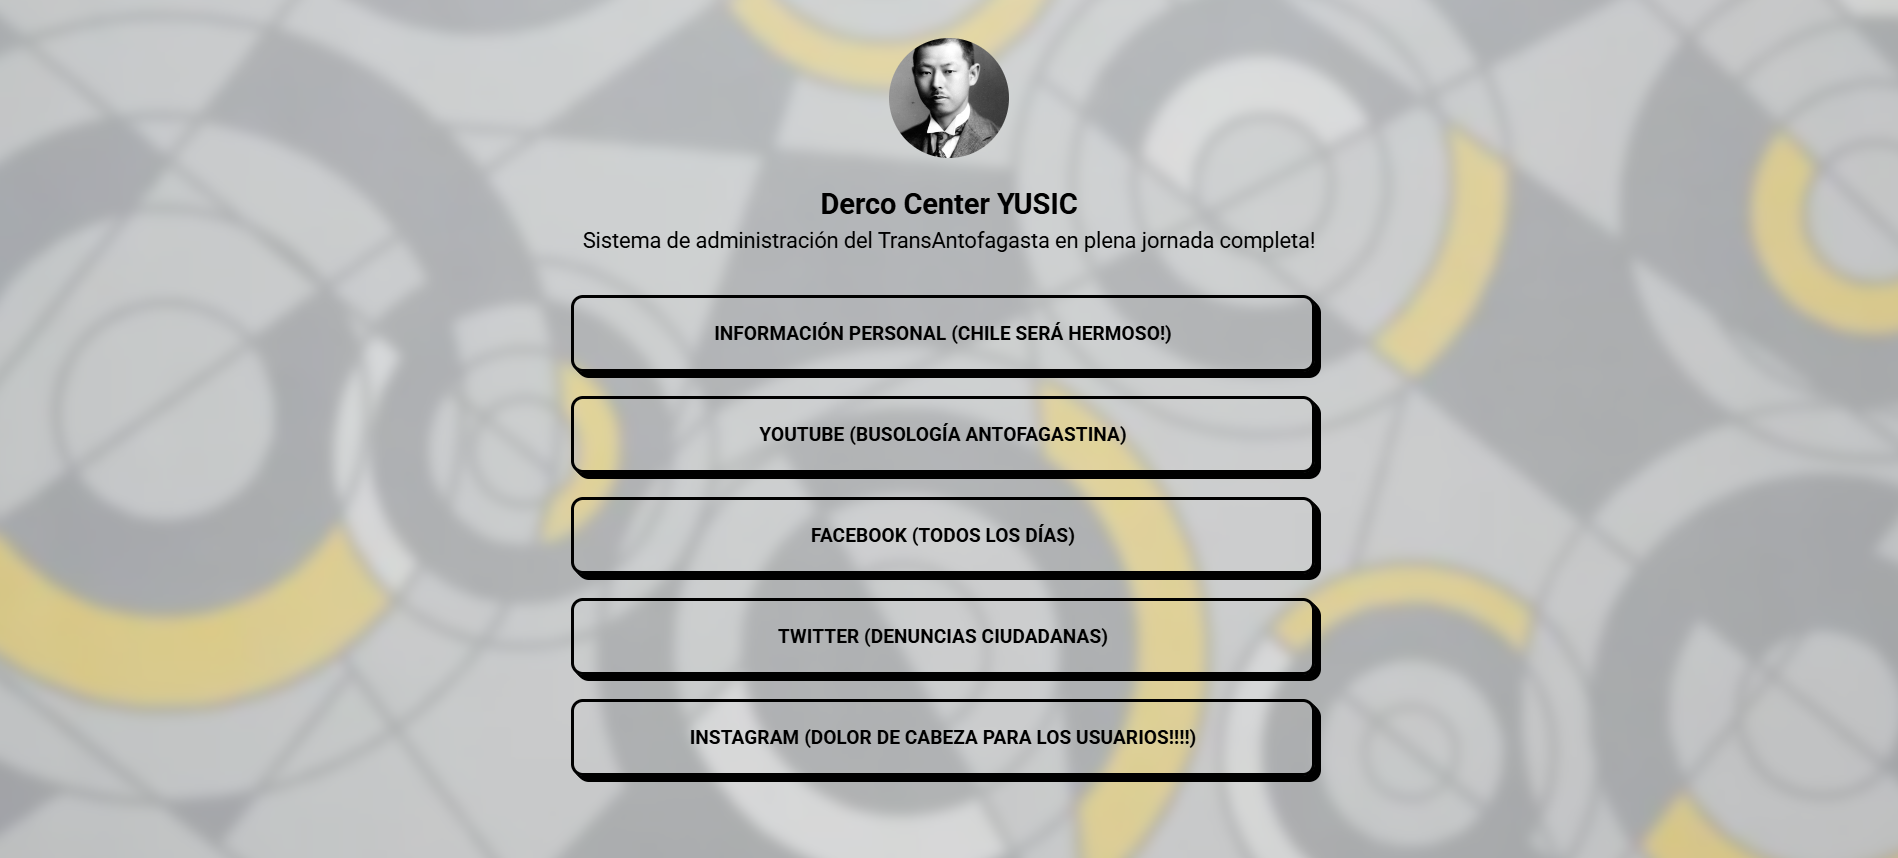 Derco Center YUSIC
Sistema de administración del TransAntofagasta en plena jornada completa!
INFORMACIÓN PERSONAL (CHILE SERÁ HERMOSO!)
YOUTUBE (BUSOLOGÍA ANTOFAGASTINA)
FACEBOOK (TODOS LOS DÍAS)
TWITTER (DENUNCIAS CIUDADANAS)
INSTAGRAM (DOLOR DE CABEZA PARA LOS USUARIOS!!!!)